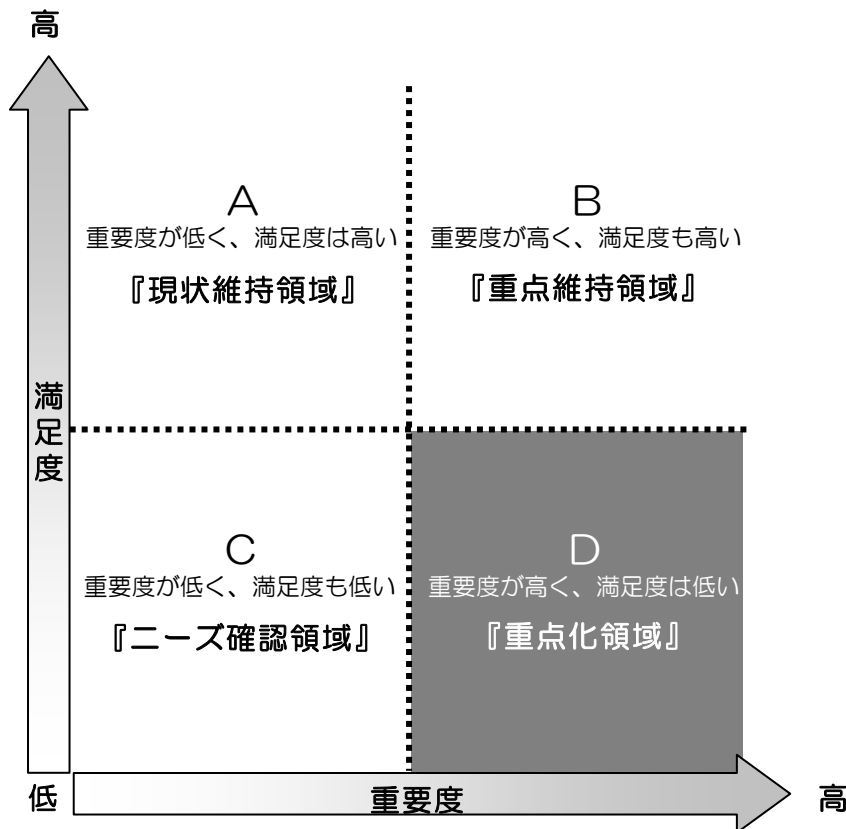 高
A
重要度が低く、満足度は高い
『現状維持領域』
B
重要度が高く、満足度も高い
『重点維持領域』
満足度
C
重要度が低く、満足度も低い
『ニーズ確認領域』
D
重要度が高く、満足度は低い
『重点化領域』
低
重要度
高